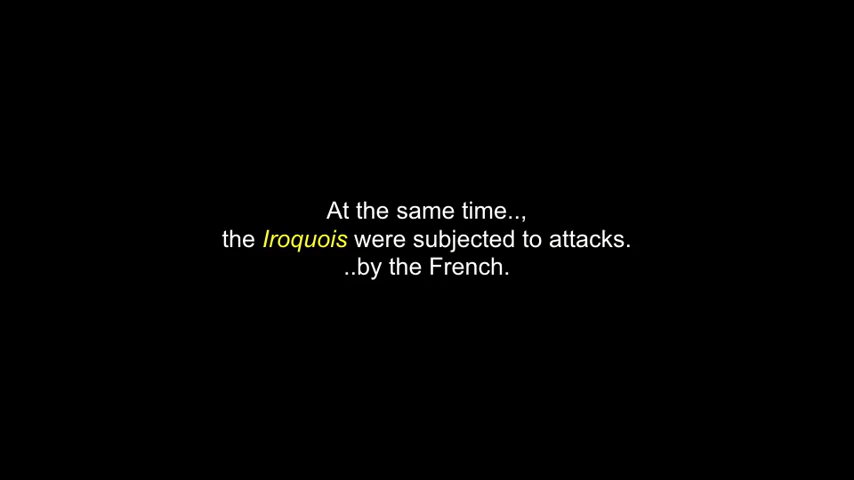 At the same time..,
the Iroquois were subjected to attacks.
..by the French.